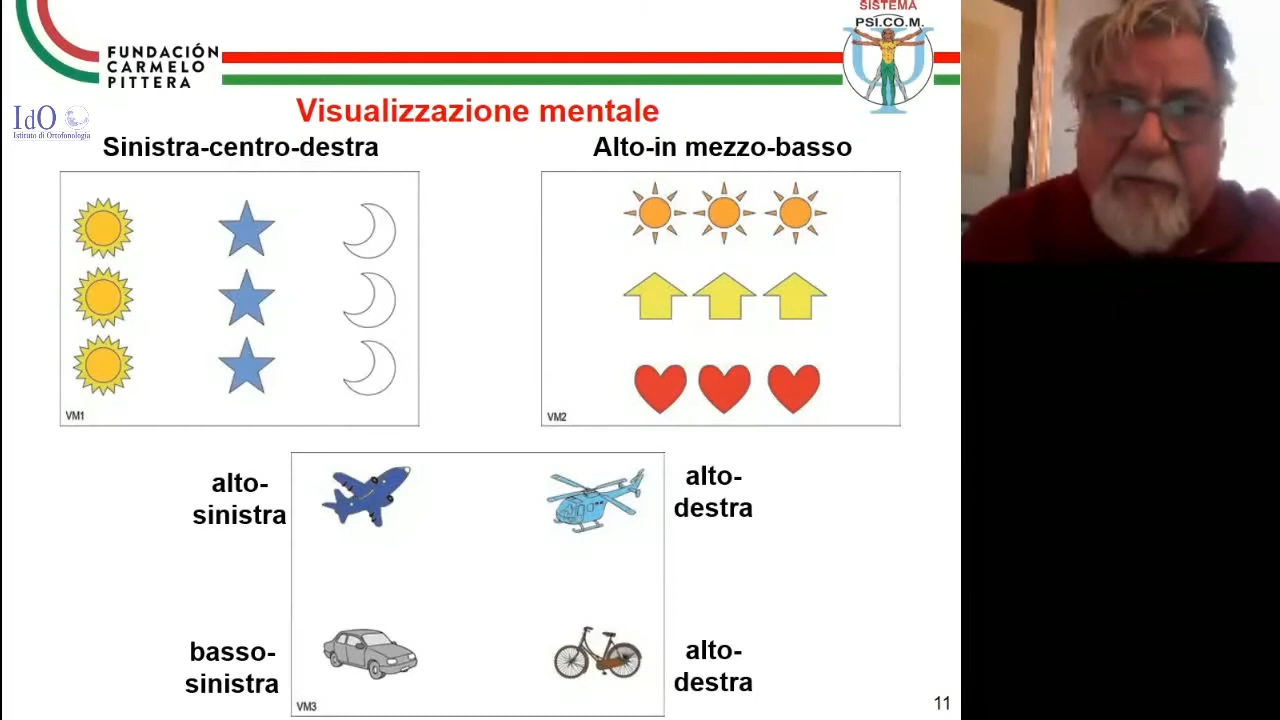 SISTEMA
PSI.CO.M.
FUNDACIÓN
CARMELO
PITTERA
IdO
Istituto di Ortofonologia
Visualizzazione mentale
Sinistra-centro-destra
Alto-in mezzo-basso
VM1
VM2
alto-
sinistra
alto-
destra
basso-
sinistra
alto-
destra
VM3
11